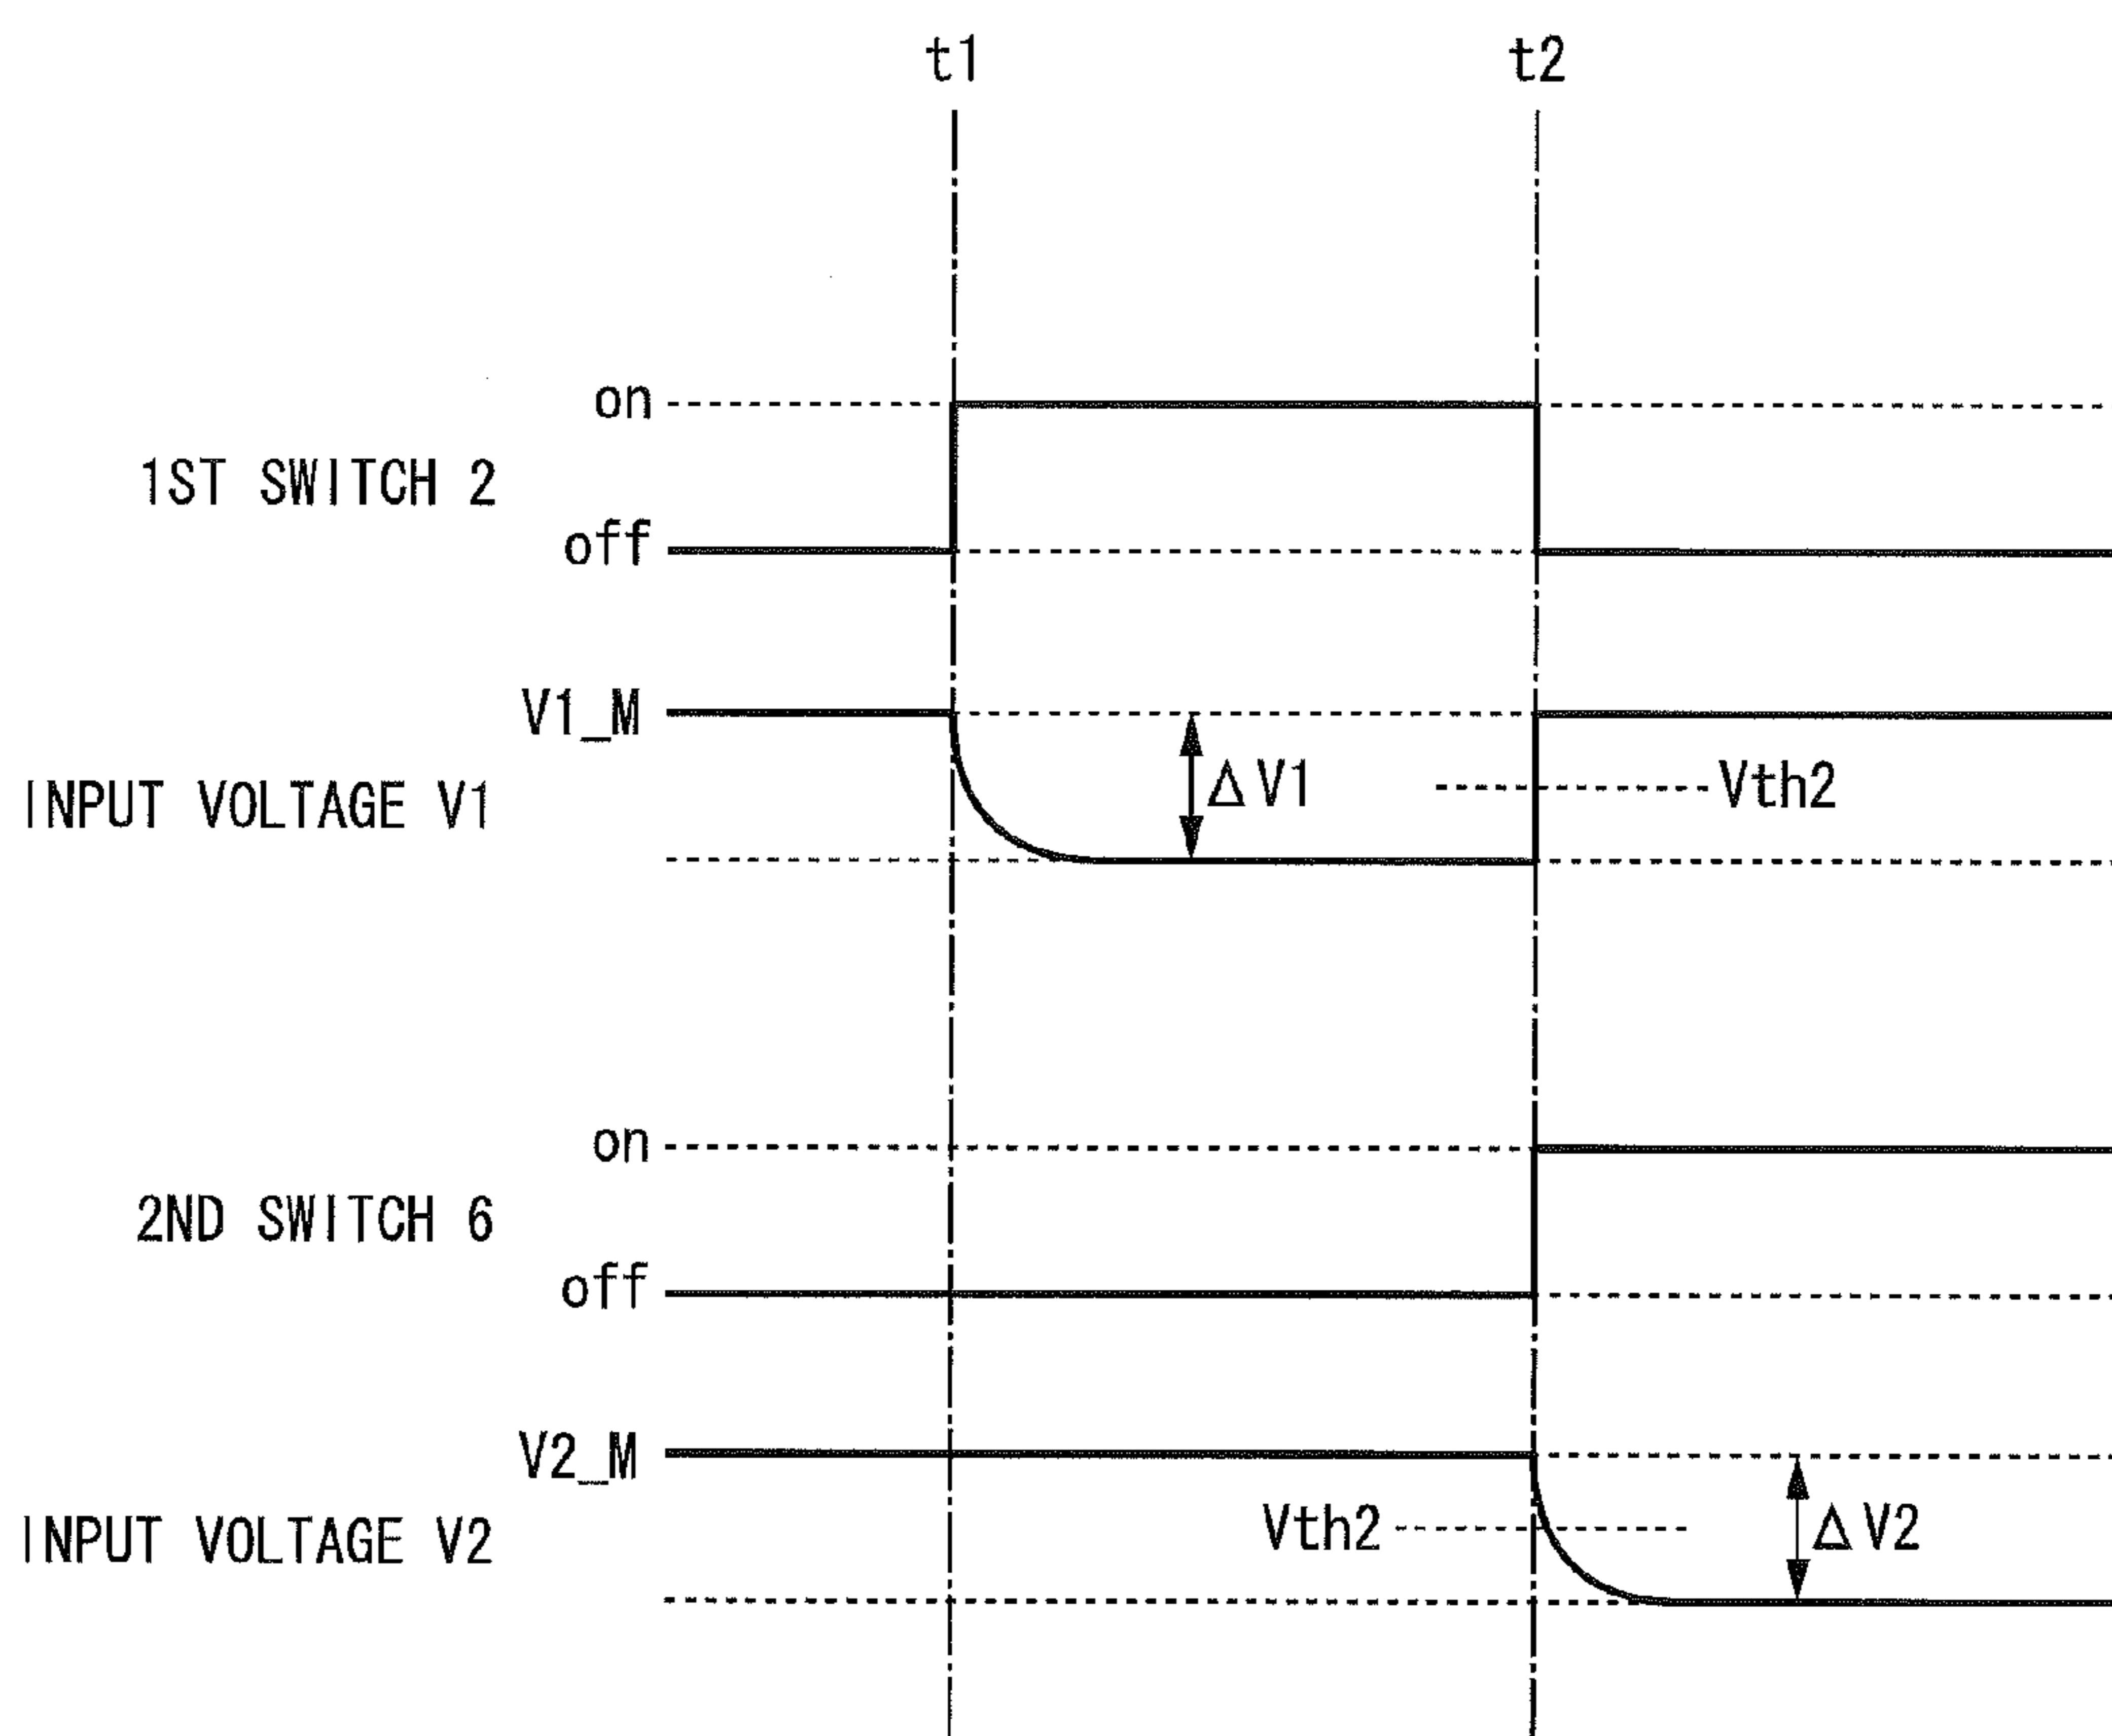 t1 t2
on
1ST SWITCH 2
off
V1_M
ΔV1
Vth2
INPUT VOLTAGE V1
on
2ND SWITCH 6
off
V2_M
Vth2
ΔV2
INPUT VOLTAGE V2